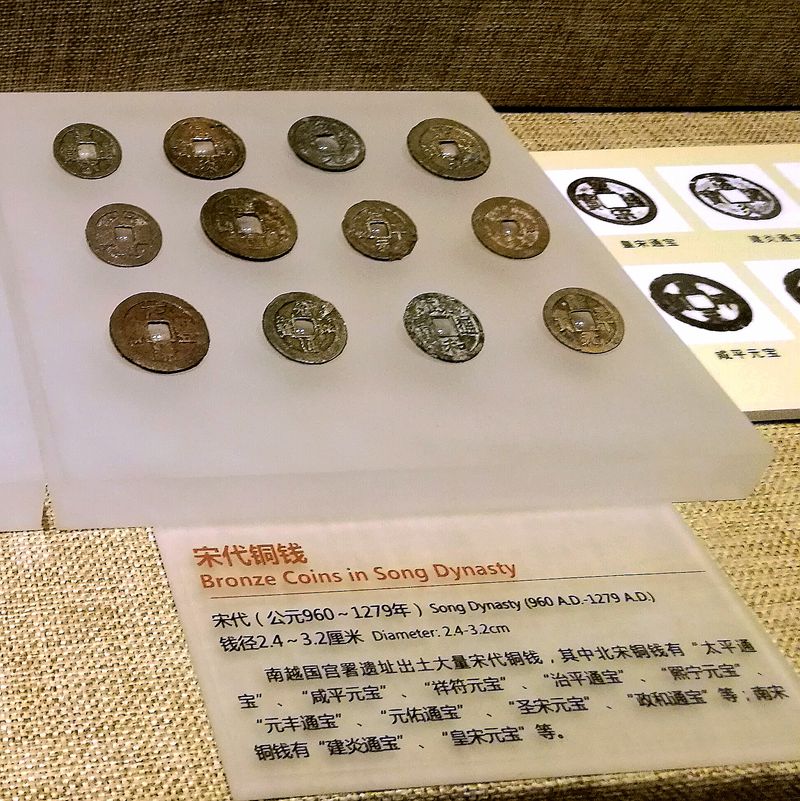 皇宋通宝
建炎通宝
咸平元宝
宋代铜钱
Bronze Coins in Song Dynasty
宋代（公元960～1279年）Song Dynasty (960 A.D.-1279 A.D.)
钱径2.4～3.2厘米 Diameter: 2.4-3.2cm
南越国官署遗址出土大量宋代铜钱，其中北宋铜钱有“太平通
宝”、“咸平元宝”、“祥符元宝”、“治平通宝”、“熙宁元宝”、
“元丰通宝”、“元佑通宝”、“圣宋元宝”、“政和通宝”等，南宋
铜钱有“建炎通宝”、“皇宋元宝”等。